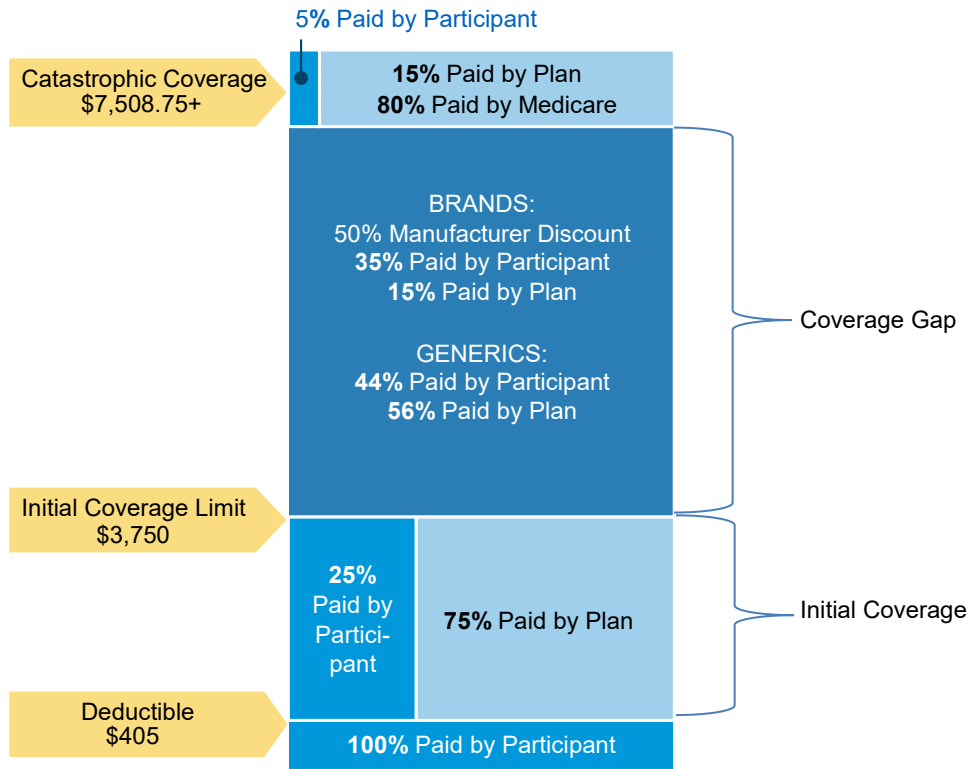 5% Paid by Participant
Catastrophic Coverage
$7,508.75+
15% Paid by Plan
80% Paid by Medicare
BRANDS:
50% Manufacturer Discount
35% Paid by Participant
15% Paid by Plan
GENERICS:
44% Paid by Participant
56% Paid by Plan
Coverage Gap
Initial Coverage Limit
$3,750
25%
Paid by
Partici-
pant
75% Paid by Plan
Initial Coverage
Deductible
$405
100% Paid by Participant